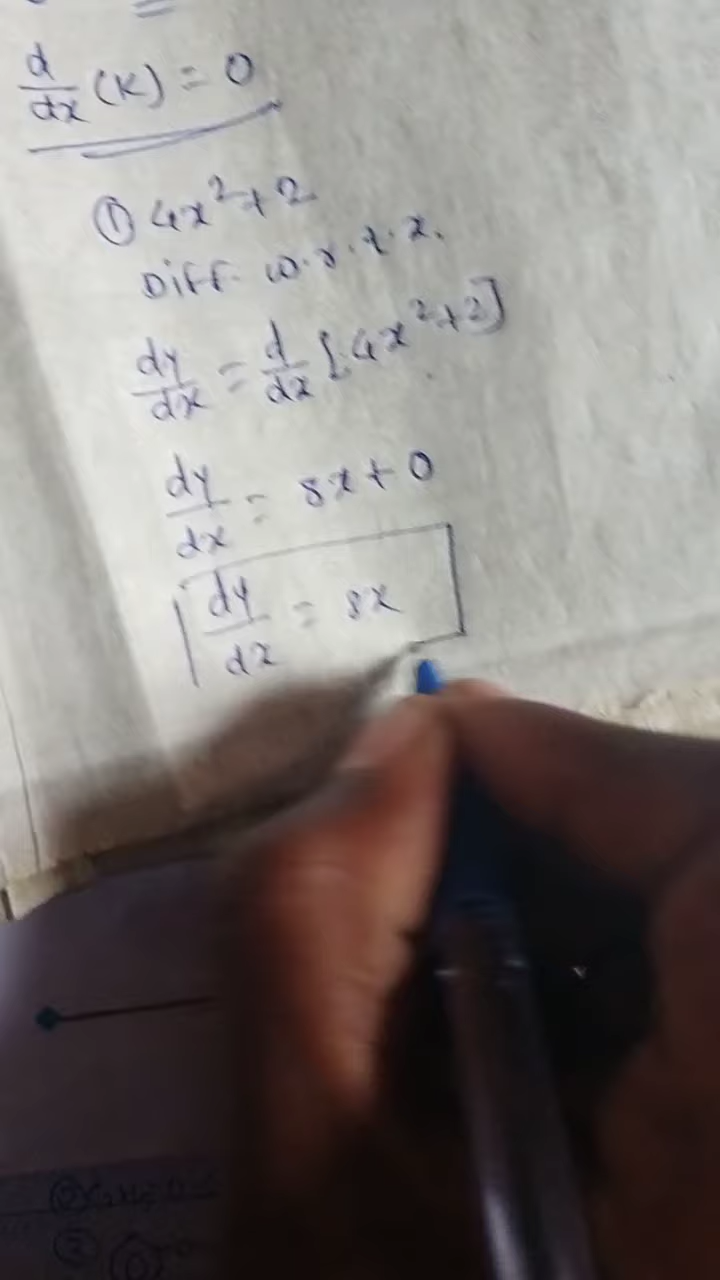 d/dx (K) = 0
① 4x²+2
Diff. w.r.t.x.
dy/dx = d/dx [4x²+2]
dy/dx = 8x+0
dy/dx = 8x